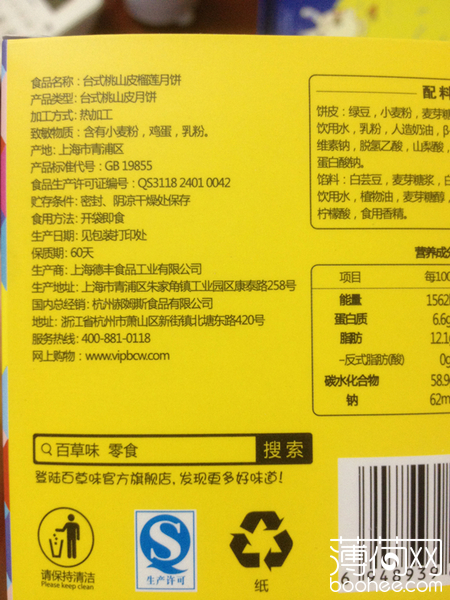 食品名称：台式桃山皮榴莲月饼
产品类型：台式桃山皮月饼
加工方式：热加工
致敏物质：含有小麦粉，鸡蛋，乳粉。
产地：上海市青浦区
产品标准代号：GB 19855
食品生产许可证编号：QS3118 2401 0042
贮存条件：密封、阴凉干燥处保存
食用方法：开袋即食
生产日期：见包装打印处
保质期：60天
生产商：上海德丰食品工业有限公司
生产地址：上海市青浦区朱家角镇工业园区康泰路258号
国内总经销：杭州郝姆斯食品有限公司
地址：浙江省杭州市萧山区新街镇北塘东路420号
服务热线：400-881-0118
网上购物：www.vipbcw.com
配料
饼皮：绿豆，小麦粉，麦芽糖
饮用水，乳粉，人造奶油，β-
维素钠，脱氢乙酸，山梨酸，
蛋白酸钠。
馅料：白芸豆，麦芽糖浆，白
饮用水，植物油，麦芽糖醇，
柠檬酸，食用香精。
营养成分
项目 每100
能量 1562
蛋白质 6.6g
脂肪 12.1g
-反式脂肪(酸) 0g
碳水化合物 58.9
钠 62m
百草味 零食 搜索
登陆百草味官方旗舰店，发现更多好味道！
请保持清洁
Please keep clean
QS
生产许可
纸
6 948939
薄荷网
boohee.com